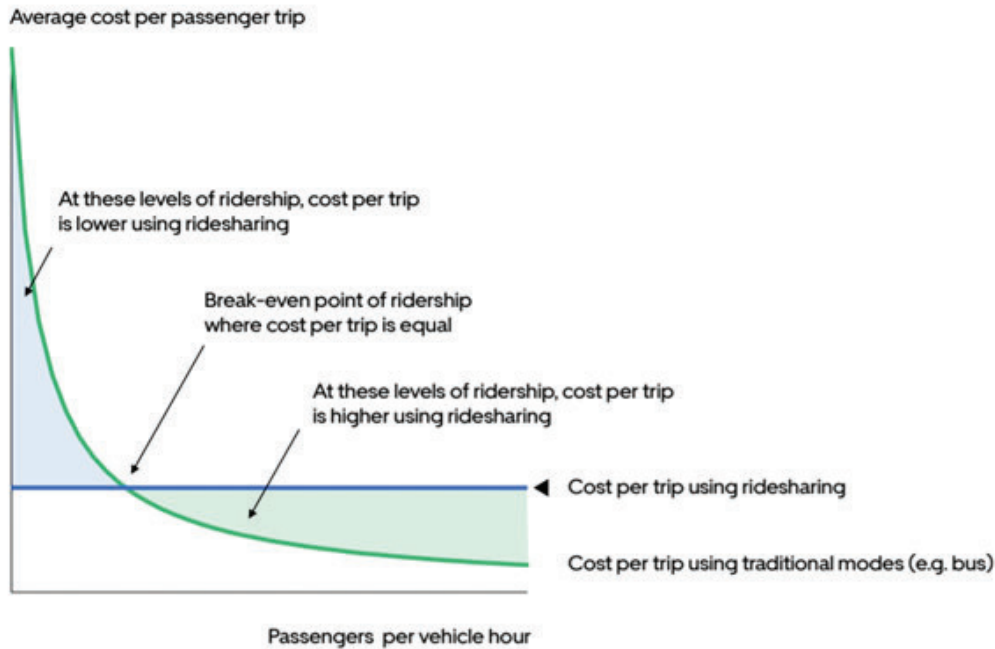 Average cost per passenger trip
At these levels of ridership, cost per trip
is lower using ridesharing
Break-even point of ridership
where cost per trip is equal
At these levels of ridership, cost per trip
is higher using ridesharing
Cost per trip using ridesharing
Cost per trip using traditional modes (e.g. bus)
Passengers per vehicle hour